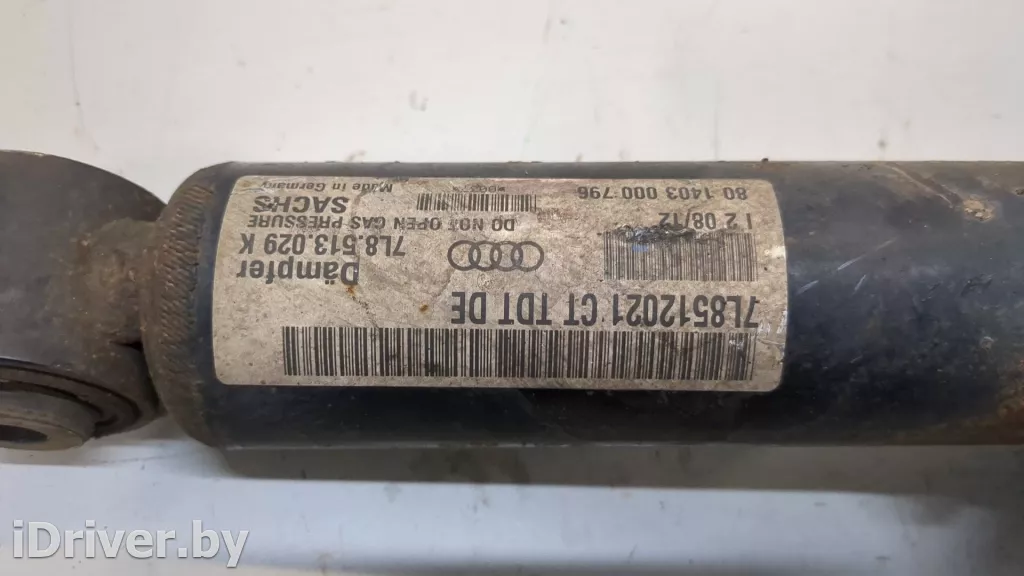 7L8512021 CT TDT DE
Dämpfer
7L8.513.029 K
DO NOT OPEN GAS PRESSURE
SACHS
Made in Germany
I 2 08/12
80 1403 000 796
iDriver.by